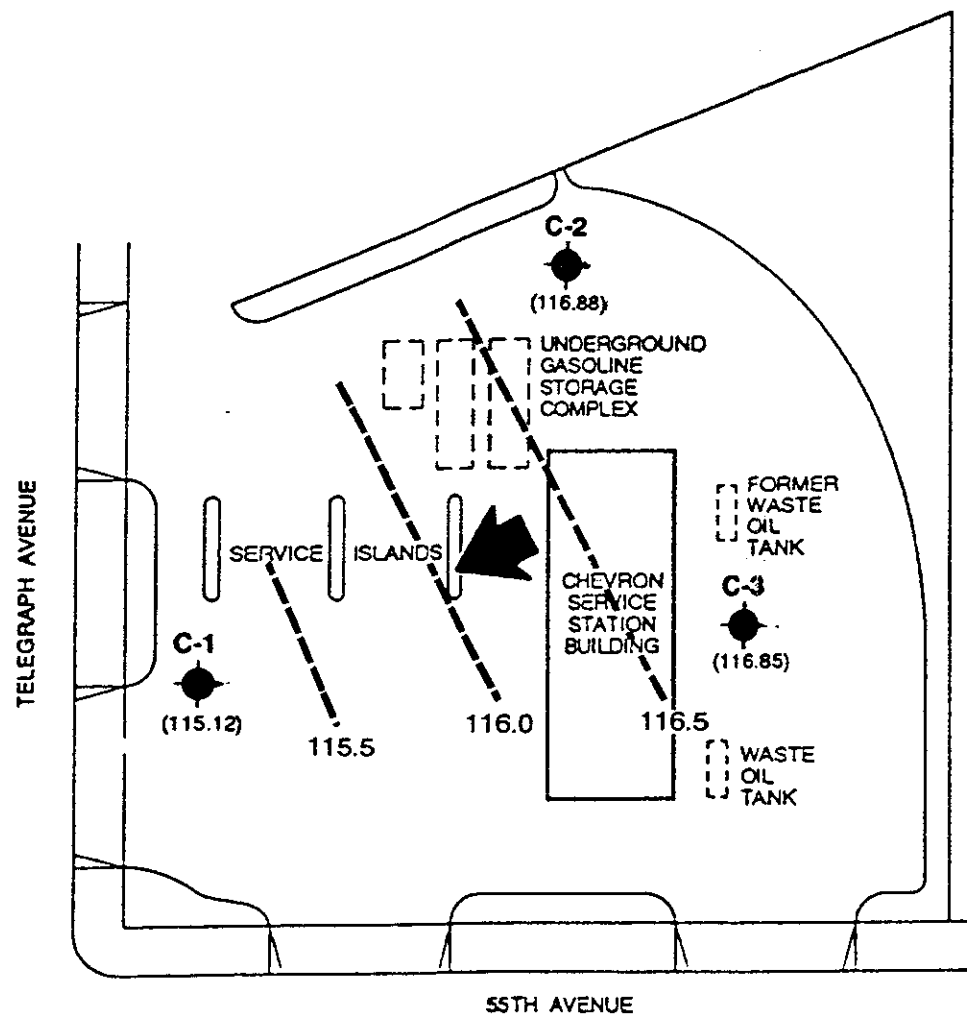 C-2
(116.88)
UNDERGROUND
GASOLINE
STORAGE
COMPLEX
FORMER
WASTE
OIL
TANK
SERVICE ISLANDS
CHEVRON
SERVICE
STATION
BUILDING
C-3
(116.85)
C-1
(115.12)
115.5
116.0
116.5
WASTE
OIL
TANK
TELEGRAPH AVENUE
55TH AVENUE